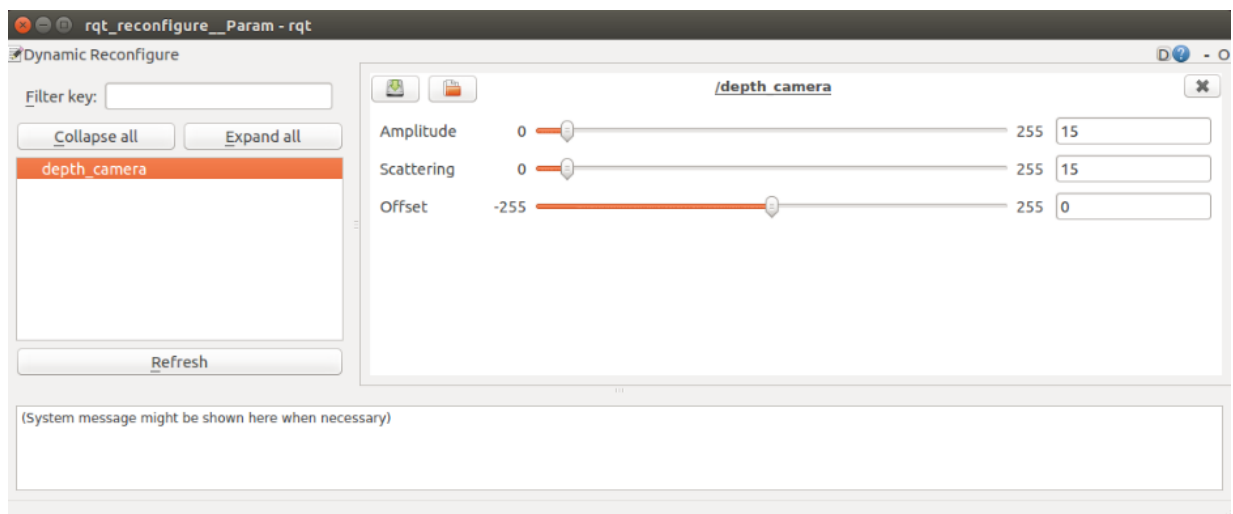 rqt_reconfigure__Param - rqt
Dynamic Reconfigure
D
- O
Filter key:
Collapse all
Expand all
depth_camera
Refresh
/depth_camera
Amplitude 0 255 15
Scattering 0 255 15
Offset -255 255 0
(System message might be shown here when necessary)